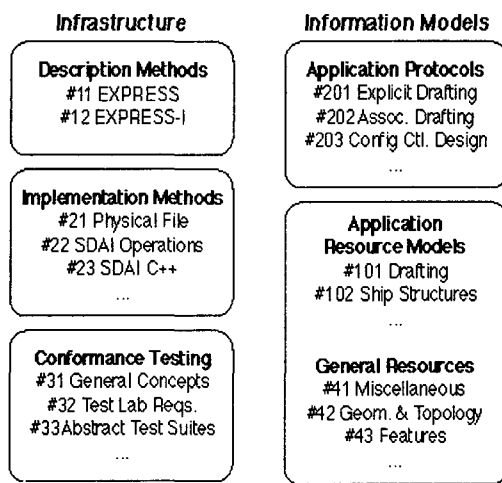 Infrastructure
Description Methods
#11 EXPRESS
#12 EXPRESS-I
Implementation Methods
#21 Physical File
#22 SDAI Operations
#23 SDAI C++
...
Conformance Testing
#31 General Concepts
#32 Test Lab Reqs.
#33 Abstract Test Suites
...
Information Models
Application Protocols
#201 Explicit Drafting
#202 Assoc. Drafting
#203 Config Ctl. Design
...
Application
Resource Models
#101 Drafting
#102 Ship Structures
...
General Resources
#41 Miscellaneous
#42 Geom. & Topology
#43 Features
...